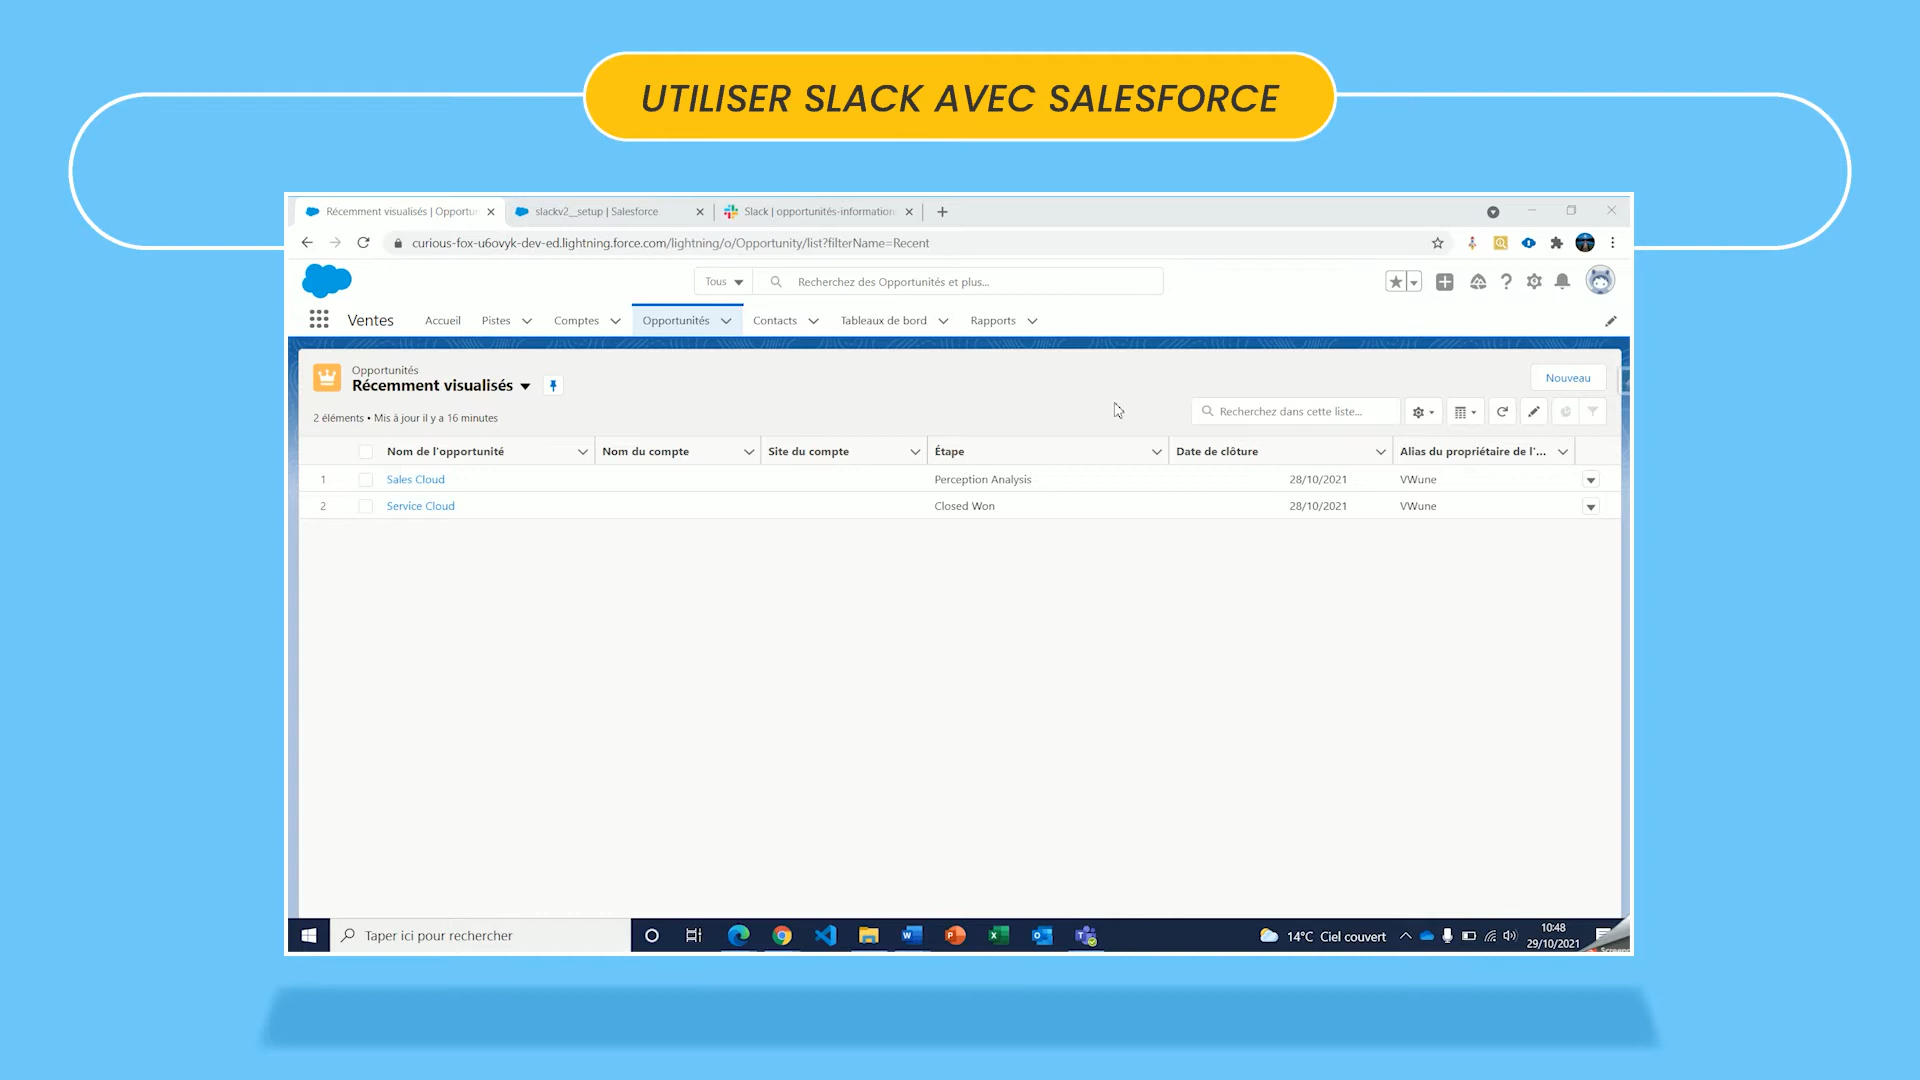 UTILISER SLACK AVEC SALESFORCE
Récemment visualisés | Opportur
slackv2__setup | Salesforce
Slack | opportunités-information
curious-fox-u6ovyk-dev-ed.lightning.force.com/lightning/o/Opportunity/list?filterName=Recent
Tous
Recherchez des Opportunités et plus...
Ventes
Accueil
Pistes
Comptes
Opportunités
Contacts
Tableaux de bord
Rapports
Opportunités
Récemment visualisés
Nouveau
2 éléments • Mis à jour il y a 16 minutes
Recherchez dans cette liste...
Nom de l'opportunité
Nom du compte
Site du compte
Étape
Date de clôture
Alias du propriétaire de l'...
1 Sales Cloud Perception Analysis 28/10/2021 VWune
2 Service Cloud Closed Won 28/10/2021 VWune
Taper ici pour rechercher
14°C Ciel couvert
10:48
29/10/2021